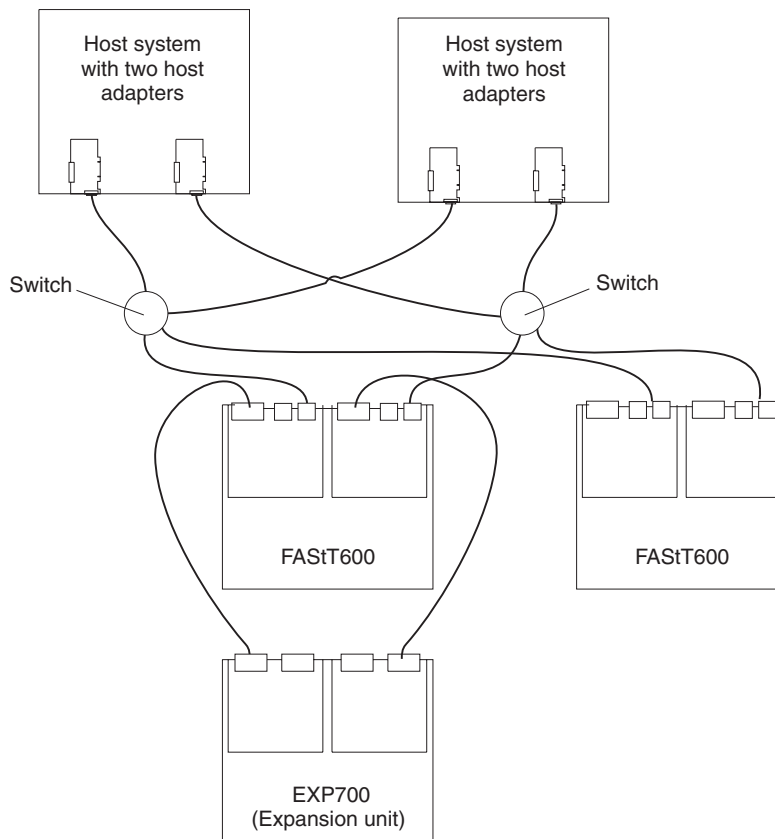 Host system
with two host
adapters
Host system
with two host
adapters
Switch
Switch
FAStT600
FAStT600
EXP700
(Expansion unit)